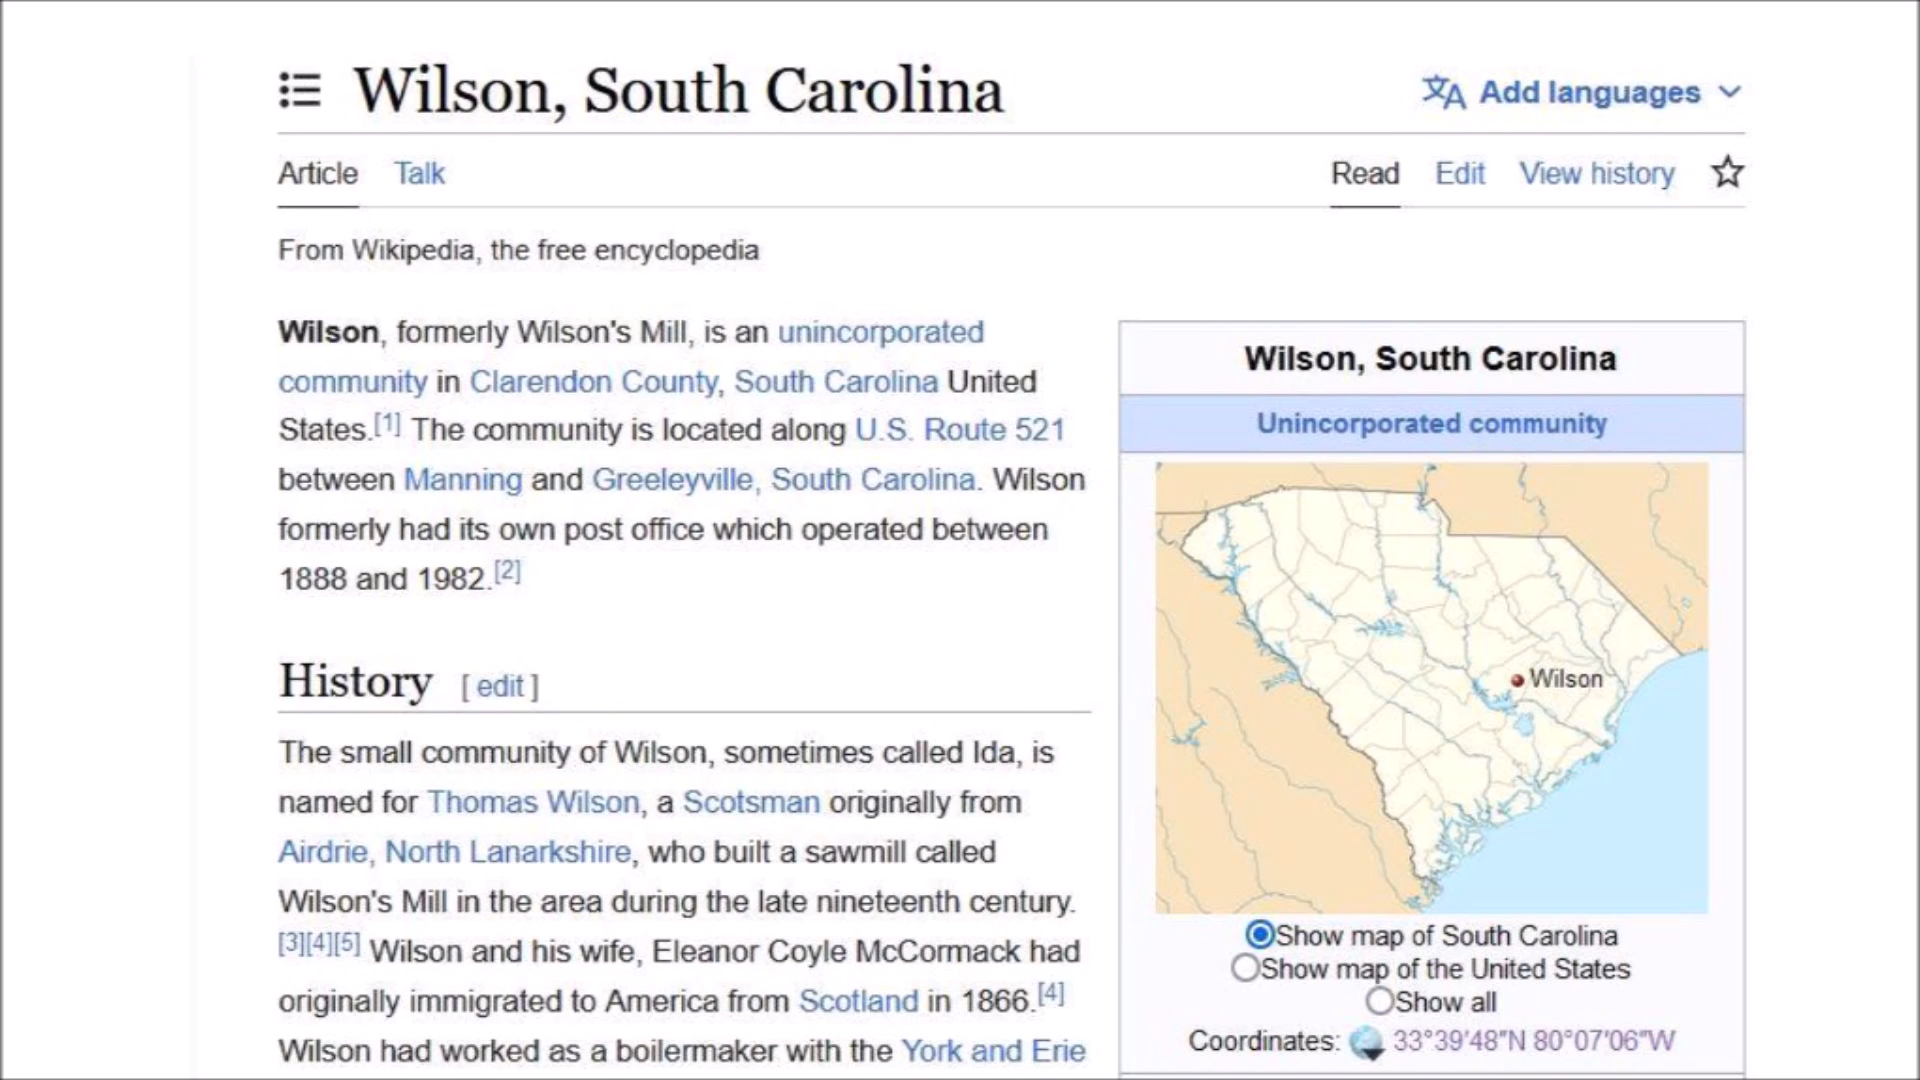 Wilson, South Carolina
Add languages
Article Talk
Read Edit View history
From Wikipedia, the free encyclopedia
Wilson, formerly Wilson's Mill, is an unincorporated
community in Clarendon County, South Carolina United
States.[1] The community is located along U.S. Route 521
between Manning and Greeleyville, South Carolina. Wilson
formerly had its own post office which operated between
1888 and 1982.[2]
History [ edit ]
The small community of Wilson, sometimes called Ida, is
named for Thomas Wilson, a Scotsman originally from
Airdrie, North Lanarkshire, who built a sawmill called
Wilson's Mill in the area during the late nineteenth century.
[3][4][5] Wilson and his wife, Eleanor Coyle McCormack had
originally immigrated to America from Scotland in 1866.[4]
Wilson had worked as a boilermaker with the York and Erie
Wilson, South Carolina
Unincorporated community
Wilson
Show map of South Carolina
Show map of the United States
Show all
Coordinates: 33°39′48″N 80°07′06″W